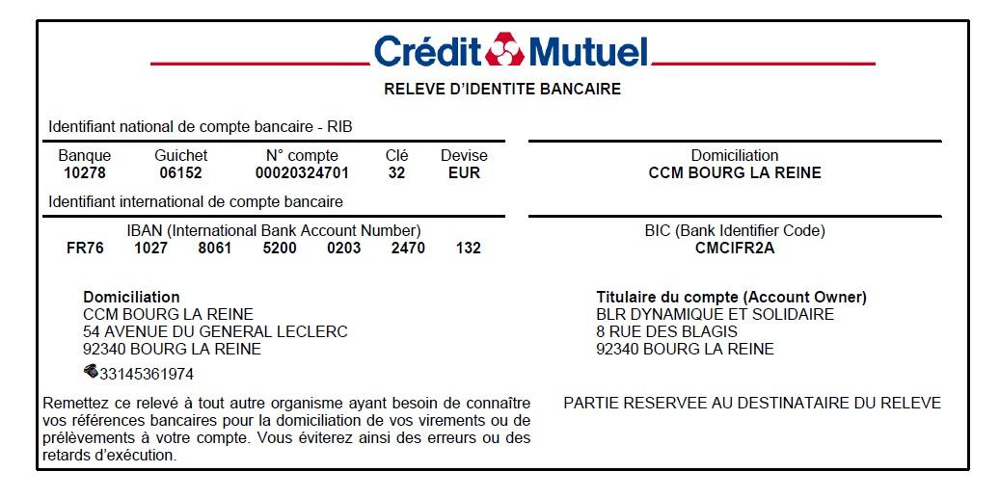 Crédit Mutuel
RELEVE D'IDENTITE BANCAIRE
Identifiant national de compte bancaire - RIB
Banque Guichet N° compte Clé Devise Domiciliation
10278 06152 00020324701 32 EUR CCM BOURG LA REINE
Identifiant international de compte bancaire
IBAN (International Bank Account Number) BIC (Bank Identifier Code)
FR76 1027 8061 5200 0203 2470 132 CMCIFR2A
Domiciliation
CCM BOURG LA REINE
54 AVENUE DU GENERAL LECLERC
92340 BOURG LA REINE
33145361974
Titulaire du compte (Account Owner)
BLR DYNAMIQUE ET SOLIDAIRE
8 RUE DES BLAGIS
92340 BOURG LA REINE
Remettez ce relevé à tout autre organisme ayant besoin de connaître
vos références bancaires pour la domiciliation de vos virements ou de
prélèvements à votre compte. Vous éviterez ainsi des erreurs ou des
retards d'exécution.
PARTIE RESERVEE AU DESTINATAIRE DU RELEVE